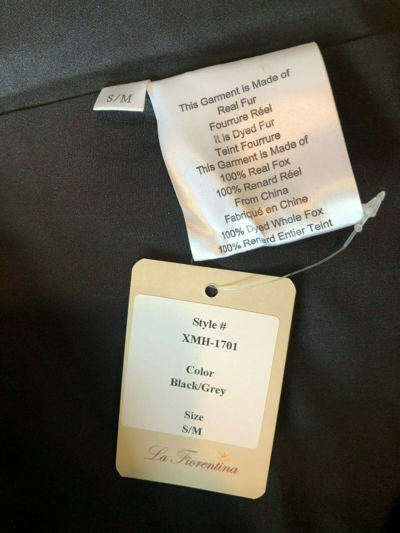 S/M
This Garment is Made of
Real Fur
Fourrure Réel
It is Dyed Fur
Teint Fourrure
This Garment is Made of
100% Real Fox
100% Renard Réel
From China
Fabriqué en Chine
100% Dyed Whole Fox
100% Renard Entier Teint
Style #
XMH-1701
Color
Black/Grey
Size
S/M
La Fiorentina